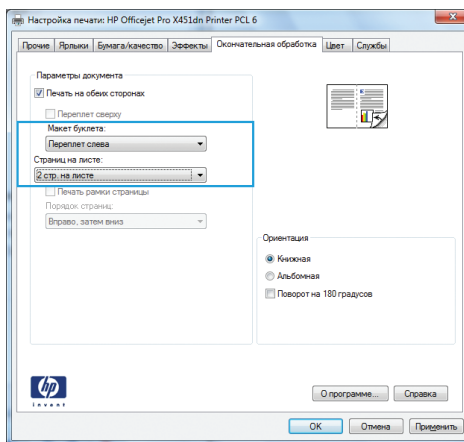 Настройка печати: HP Officejet Pro X451dn Printer PCL 6
Прочие Ярлыки Бумага/качество Эффекты Окончательная обработка Цвет Службы
Параметры документа
Печать на обеих сторонах
Переплет сверху
Макет буклета:
Переплет слева
Страниц на листе:
2 стр. на листе
Печать рамки страницы
Порядок страниц:
Вправо, затем вниз
Ориентация
Книжная
Альбомная
Поворот на 180 градусов
hp
invent
О программе... Справка
OK Отмена Применить